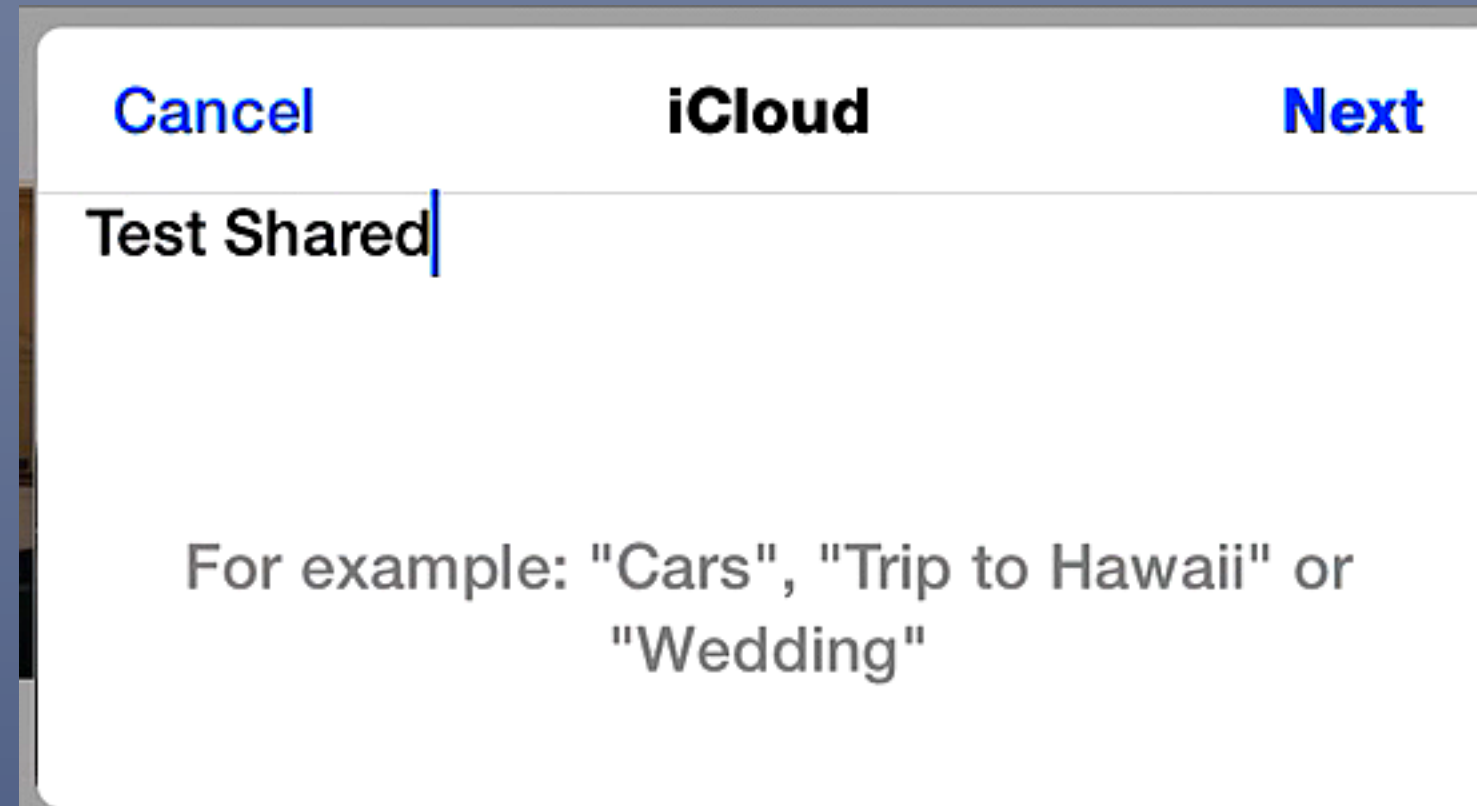 Cancel iCloud Next
Test Shared
For example: "Cars", "Trip to Hawaii" or
"Wedding"